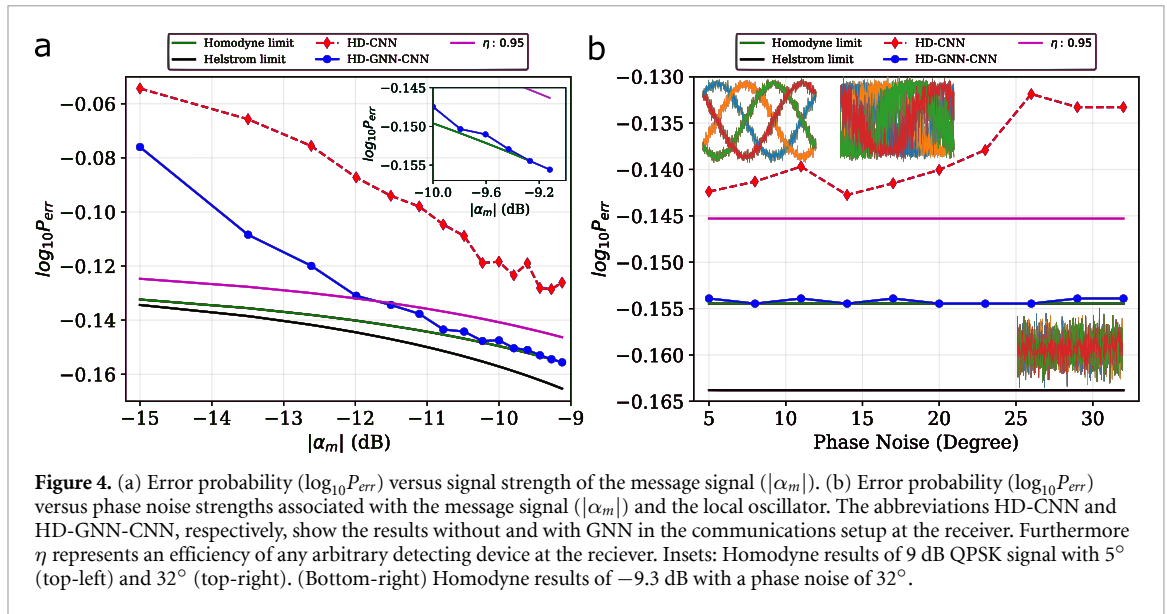 a
Homodyne limit
Helstrom limit
HD-CNN
HD-GNN-CNN
η : 0.95
log10Perr
−0.06
−0.08
−0.10
−0.12
−0.14
−0.16
−15
−14
−13
−12
−11
−10
−9
|αm| (dB)
log10Perr
−0.145
−0.150
−0.155
−10.0
−9.6
−9.2
|αm| (dB)
b
Homodyne limit
Helstrom limit
HD-CNN
HD-GNN-CNN
η : 0.95
log10Perr
−0.130
−0.135
−0.140
−0.145
−0.150
−0.155
−0.160
−0.165
5
10
15
20
25
30
Phase Noise (Degree)
Figure 4. (a) Error probability (log10Perr) versus signal strength of the message signal (|αm|). (b) Error probability (log10Perr)
versus phase noise strengths associated with the message signal (|αm|) and the local oscillator. The abbreviations HD-CNN and
HD-GNN-CNN, respectively, show the results without and with GNN in the communications setup at the receiver. Furthermore
η represents an efficiency of any arbitrary detecting device at the reciever. Insets: Homodyne results of 9 dB QPSK signal with 5°
(top-left) and 32° (top-right). (Bottom-right) Homodyne results of −9.3 dB with a phase noise of 32°.